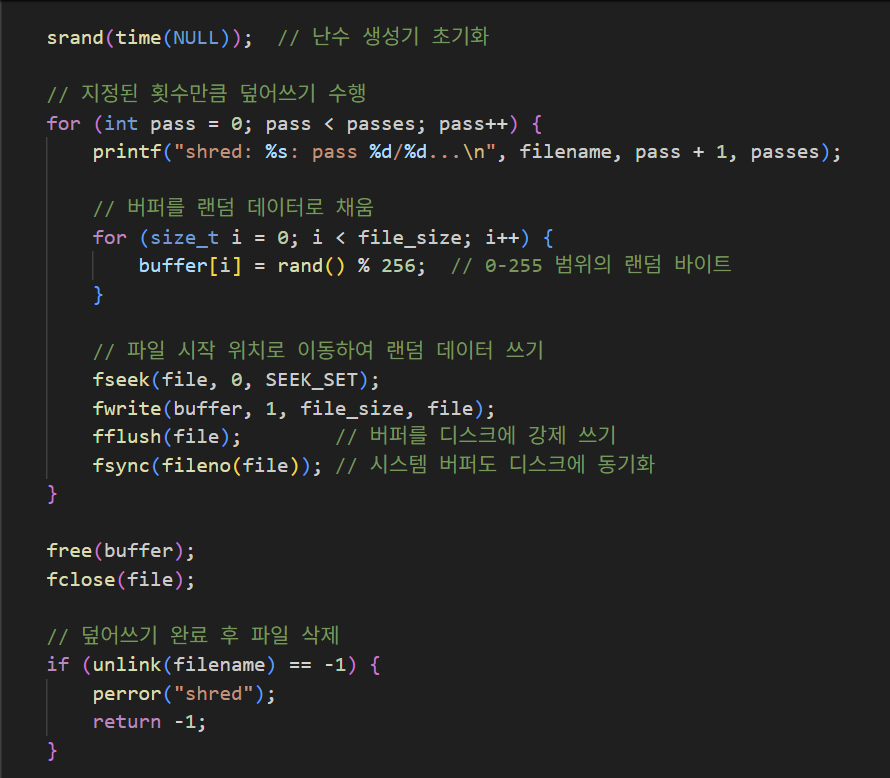 srand(time(NULL));  // 난수 생성기 초기화
// 지정된 횟수만큼 덮어쓰기 수행
for (int pass = 0; pass < passes; pass++) {
printf("shred: %s: pass %d/%d...\n", filename, pass + 1, passes);
// 버퍼를 랜덤 데이터로 채움
for (size_t i = 0; i < file_size; i++) {
buffer[i] = rand() % 256;  // 0-255 범위의 랜덤 바이트
}
// 파일 시작 위치로 이동하여 랜덤 데이터 쓰기
fseek(file, 0, SEEK_SET);
fwrite(buffer, 1, file_size, file);
fflush(file);        // 버퍼를 디스크에 강제 쓰기
fsync(fileno(file)); // 시스템 버퍼도 디스크에 동기화
}
free(buffer);
fclose(file);
// 덮어쓰기 완료 후 파일 삭제
if (unlink(filename) == -1) {
perror("shred");
return -1;
}